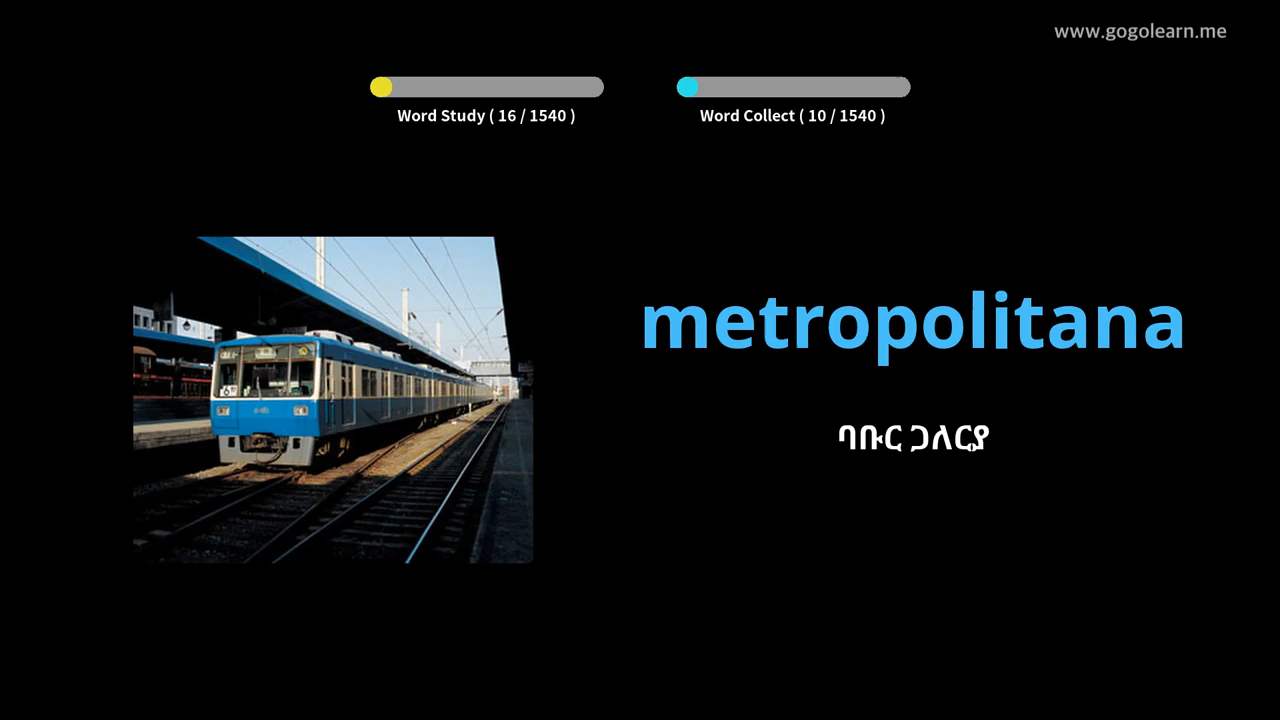 www.gogolearn.me
Word Study ( 16 / 1540 )
Word Collect ( 10 / 1540 )
metropolitana
ባቡር ጋለርያ